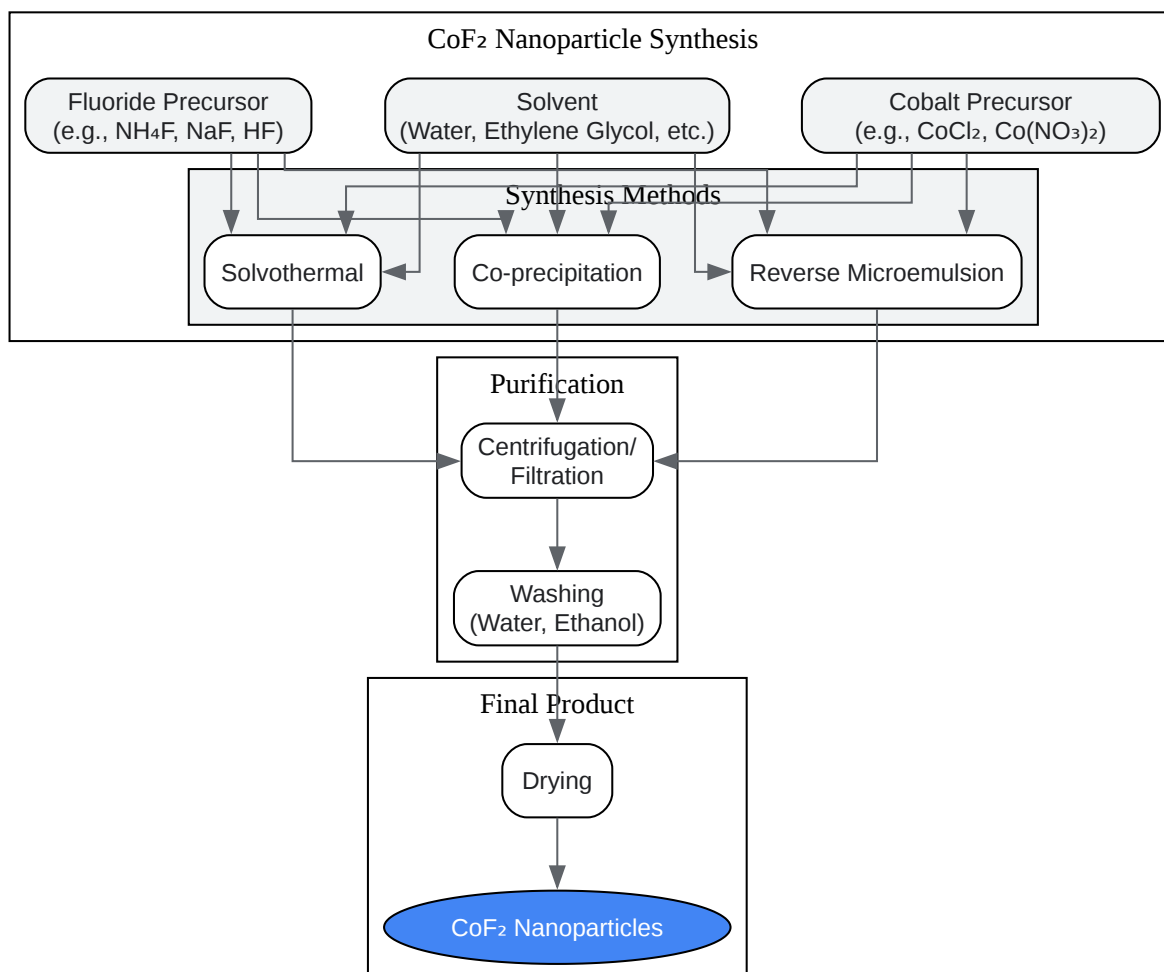 CoF₂ Nanoparticle Synthesis
Fluoride Precursor
(e.g., NH₄F, NaF, HF)
Solvent
(Water, Ethylene Glycol, etc.)
Cobalt Precursor
(e.g., CoCl₂, Co(NO₃)₂)
Synthesis Methods
Solvothermal
Co-precipitation
Reverse Microemulsion
Purification
Centrifugation/
Filtration
Washing
(Water, Ethanol)
Final Product
Drying
CoF₂ Nanoparticles